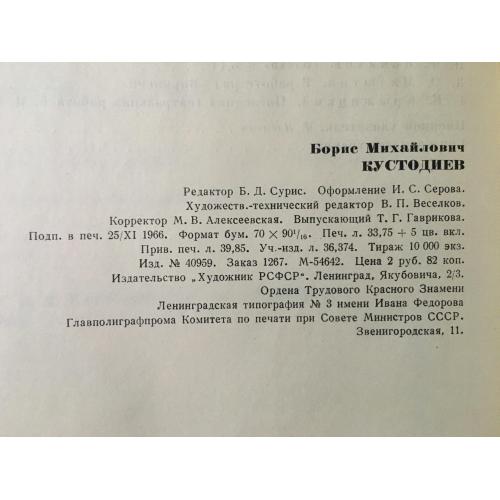 Борис Михайлович
КУСТОДИЕВ
Редактор Б. Д. Сурис. Оформление И. С. Серова.
Художеств.-технический редактор В. П. Веселков.
Корректор М. В. Алексеевская. Выпускающий Т. Г. Гаврикова.
Подп. в печ. 25/XI 1966. Формат бум. 70 × 90¹/₁₆. Печ. л. 33,75 + 5 цв. вкл.
Прив. печ. л. 39,85. Уч.-изд. л. 36,374. Тираж 10 000 экз.
Изд. № 40959. Заказ 1267. М-54642. Цена 2 руб. 82 коп.
Издательство „Художник РСФСР“. Ленинград, Якубовича, 2/3.
Ордена Трудового Красного Знамени
Ленинградская типография № 3 имени Ивана Федорова
Главполиграфпрома Комитета по печати при Совете Министров СССР.
Звенигородская, 11.